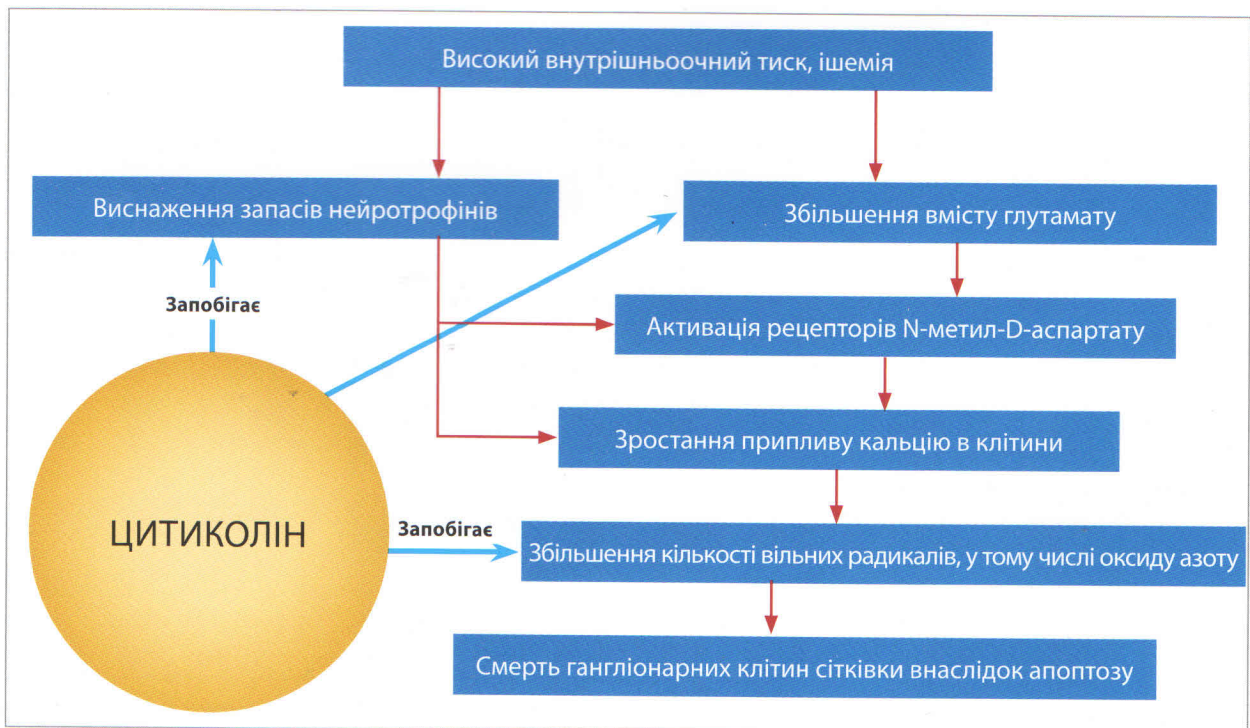 Високий внутрішньоочний тиск, ішемія
Виснаження запасів нейротрофінів
Збільшення вмісту глутамату
Запобігає
Активація рецепторів N-метил-D-аспартату
Зростання припливу кальцію в клітини
ЦИТИКОЛІН
Запобігає
Збільшення кількості вільних радикалів, у тому числі оксиду азоту
Смерть гангліонарних клітин сітківки внаслідок апоптозу